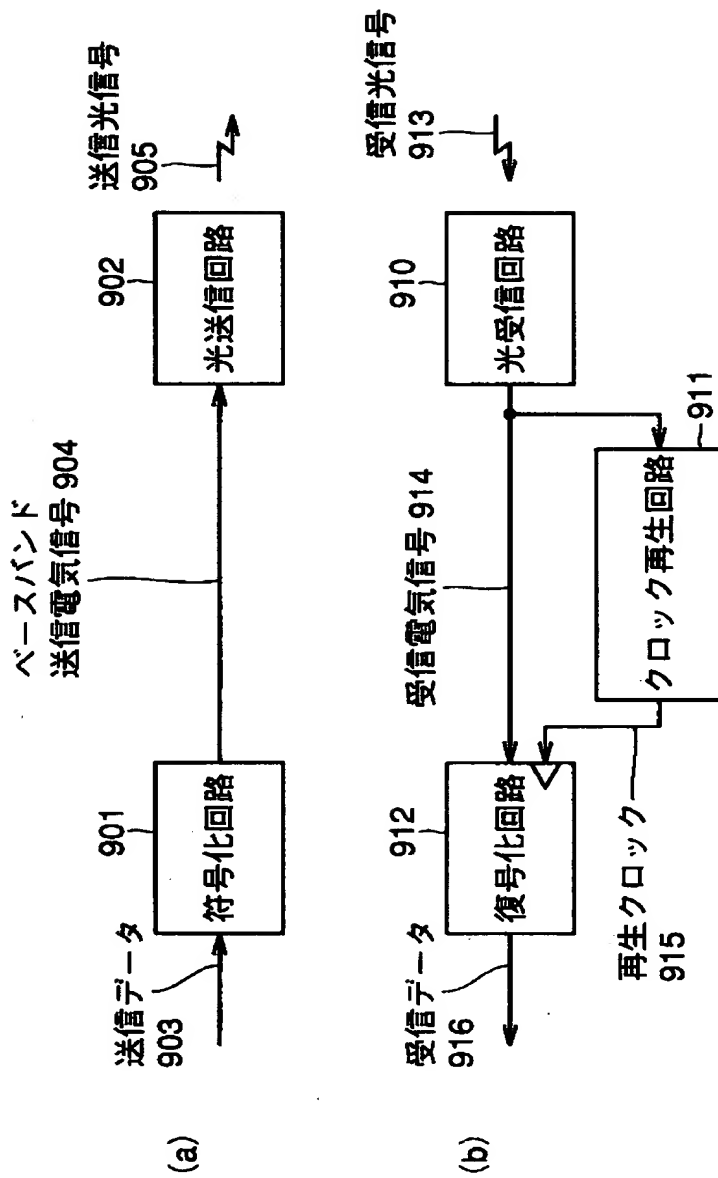 (a)
送信データ
903
901
符号化回路
ベースバンド
送信電気信号 904
902
光送信回路
送信光信号
905
(b)
受信データ
916
912
復号化回路
再生クロック
915
受信電気信号 914
クロック再生回路
911
910
光受信回路
受信光信号
913